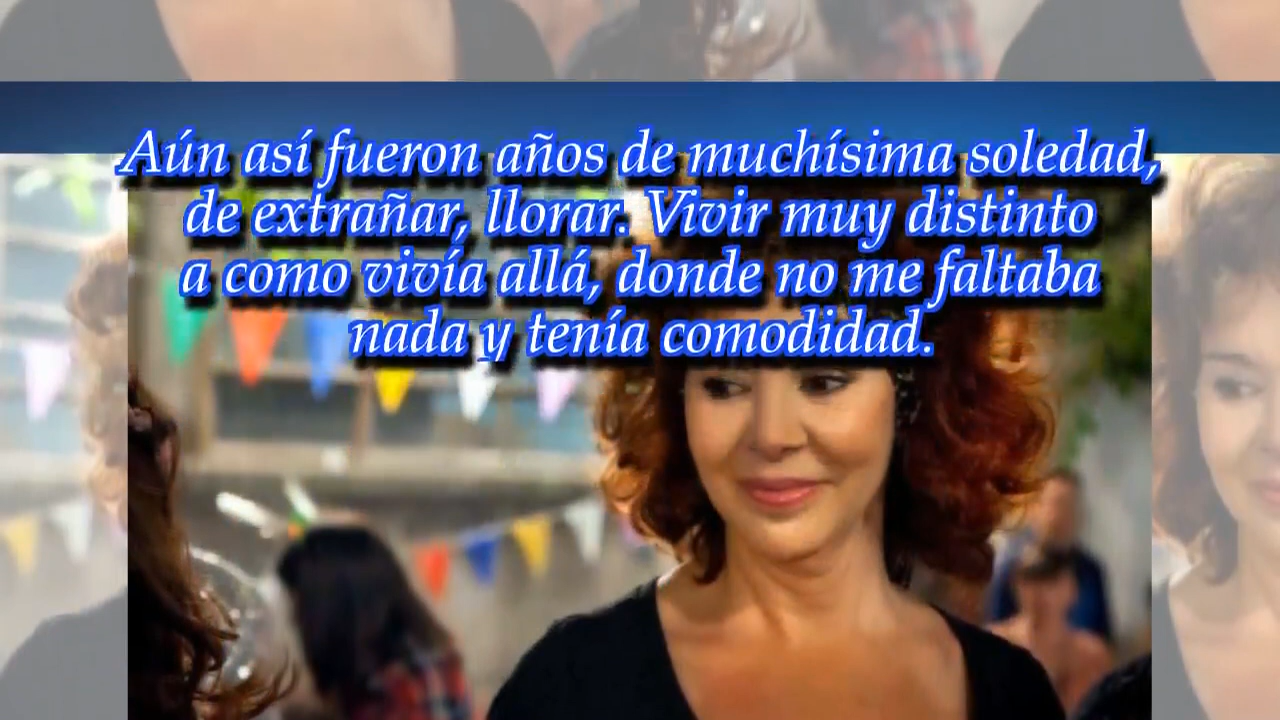 Aún así fueron años de muchísima soledad,
de extrañar, llorar. Vivir muy distinto
a como vivía allá, donde no me faltaba
nada y tenía comodidad.